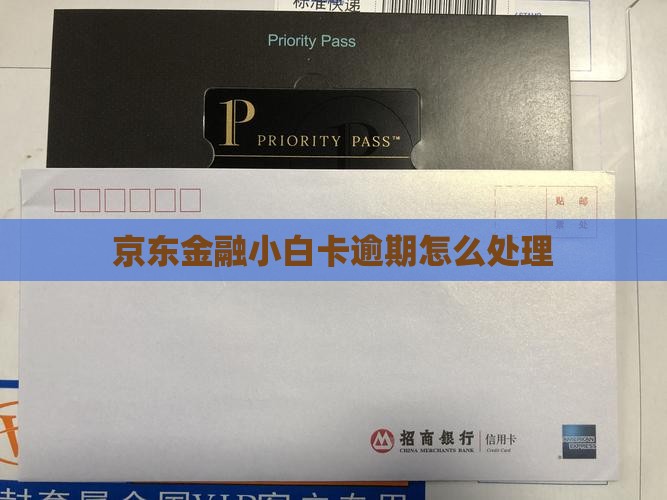 标准快递
Priority Pass
PRIORITY PASS™
贴 邮
票 处
京东金融小白卡逾期怎么处理
招商银行 信用卡
CHINA MERCHANTS BANK Credit Card
AMERICAN
EXPRESS